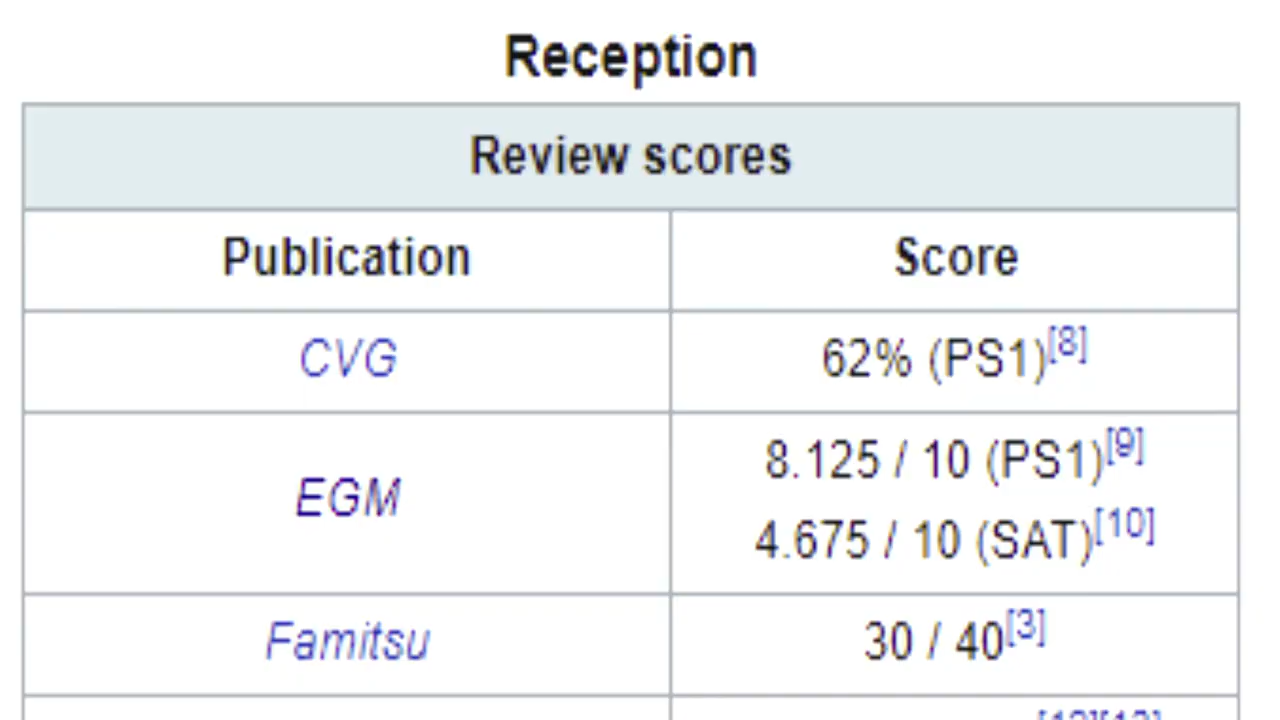 Reception
Review scores
Publication Score
CVG 62% (PS1)[8]
EGM 8.125 / 10 (PS1)[9]
4.675 / 10 (SAT)[10]
Famitsu 30 / 40[3]